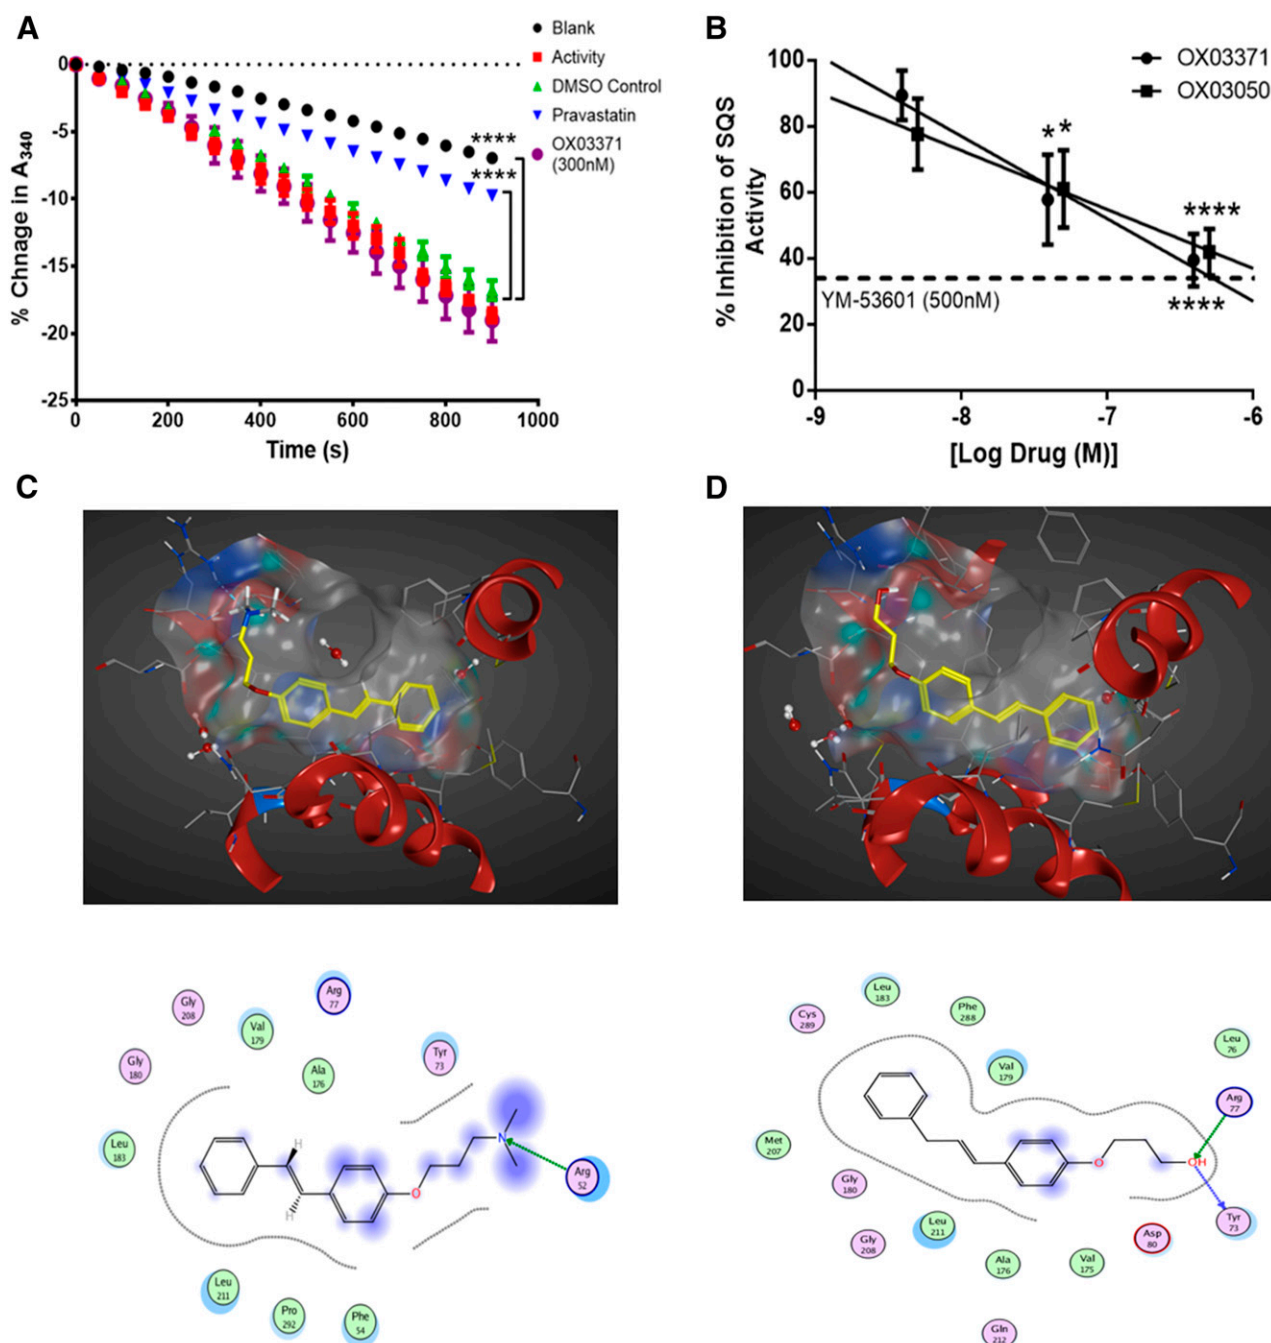 A
% Chnage in A340
0
-5
-10
-15
-20
-25
0
200
400
600
800
1000
Time (s)
Blank
Activity
DMSO Control
Pravastatin
OX03371
(300nM)
****
****
B
% Inhibition of SQS
Activity
100
80
60
40
20
0
-9
-8
-7
-6
[Log Drug (M)]
OX03371
OX03050
* *
****
****
YM-53601 (500nM)
C
D
Arg
77
Gly
208
Val
179
Tyr
73
Gly
180
Ala
176
Leu
183
H
N
H
O
Arg
52
Leu
211
Pro
292
Phe
54
Leu
183
Phe
288
Cys
289
Leu
76
Val
179
Arg
77
Met
207
O
OH
Gly
180
Leu
211
Tyr
73
Gly
208
Asp
80
Ala
176
Val
175
Gln
212